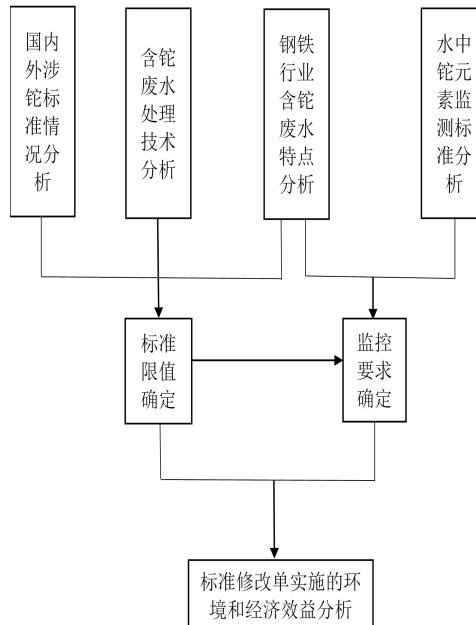 国内
外涉
铊标
准情
况分
析
含铊
废水
处理
技术
分析
钢铁
行业
含铊
废水
特点
分析
水中
铊元
素监
测标
准分
析
标准
限值
确定
监控
要求
确定
标准修改单实施的环
境和经济效益分析